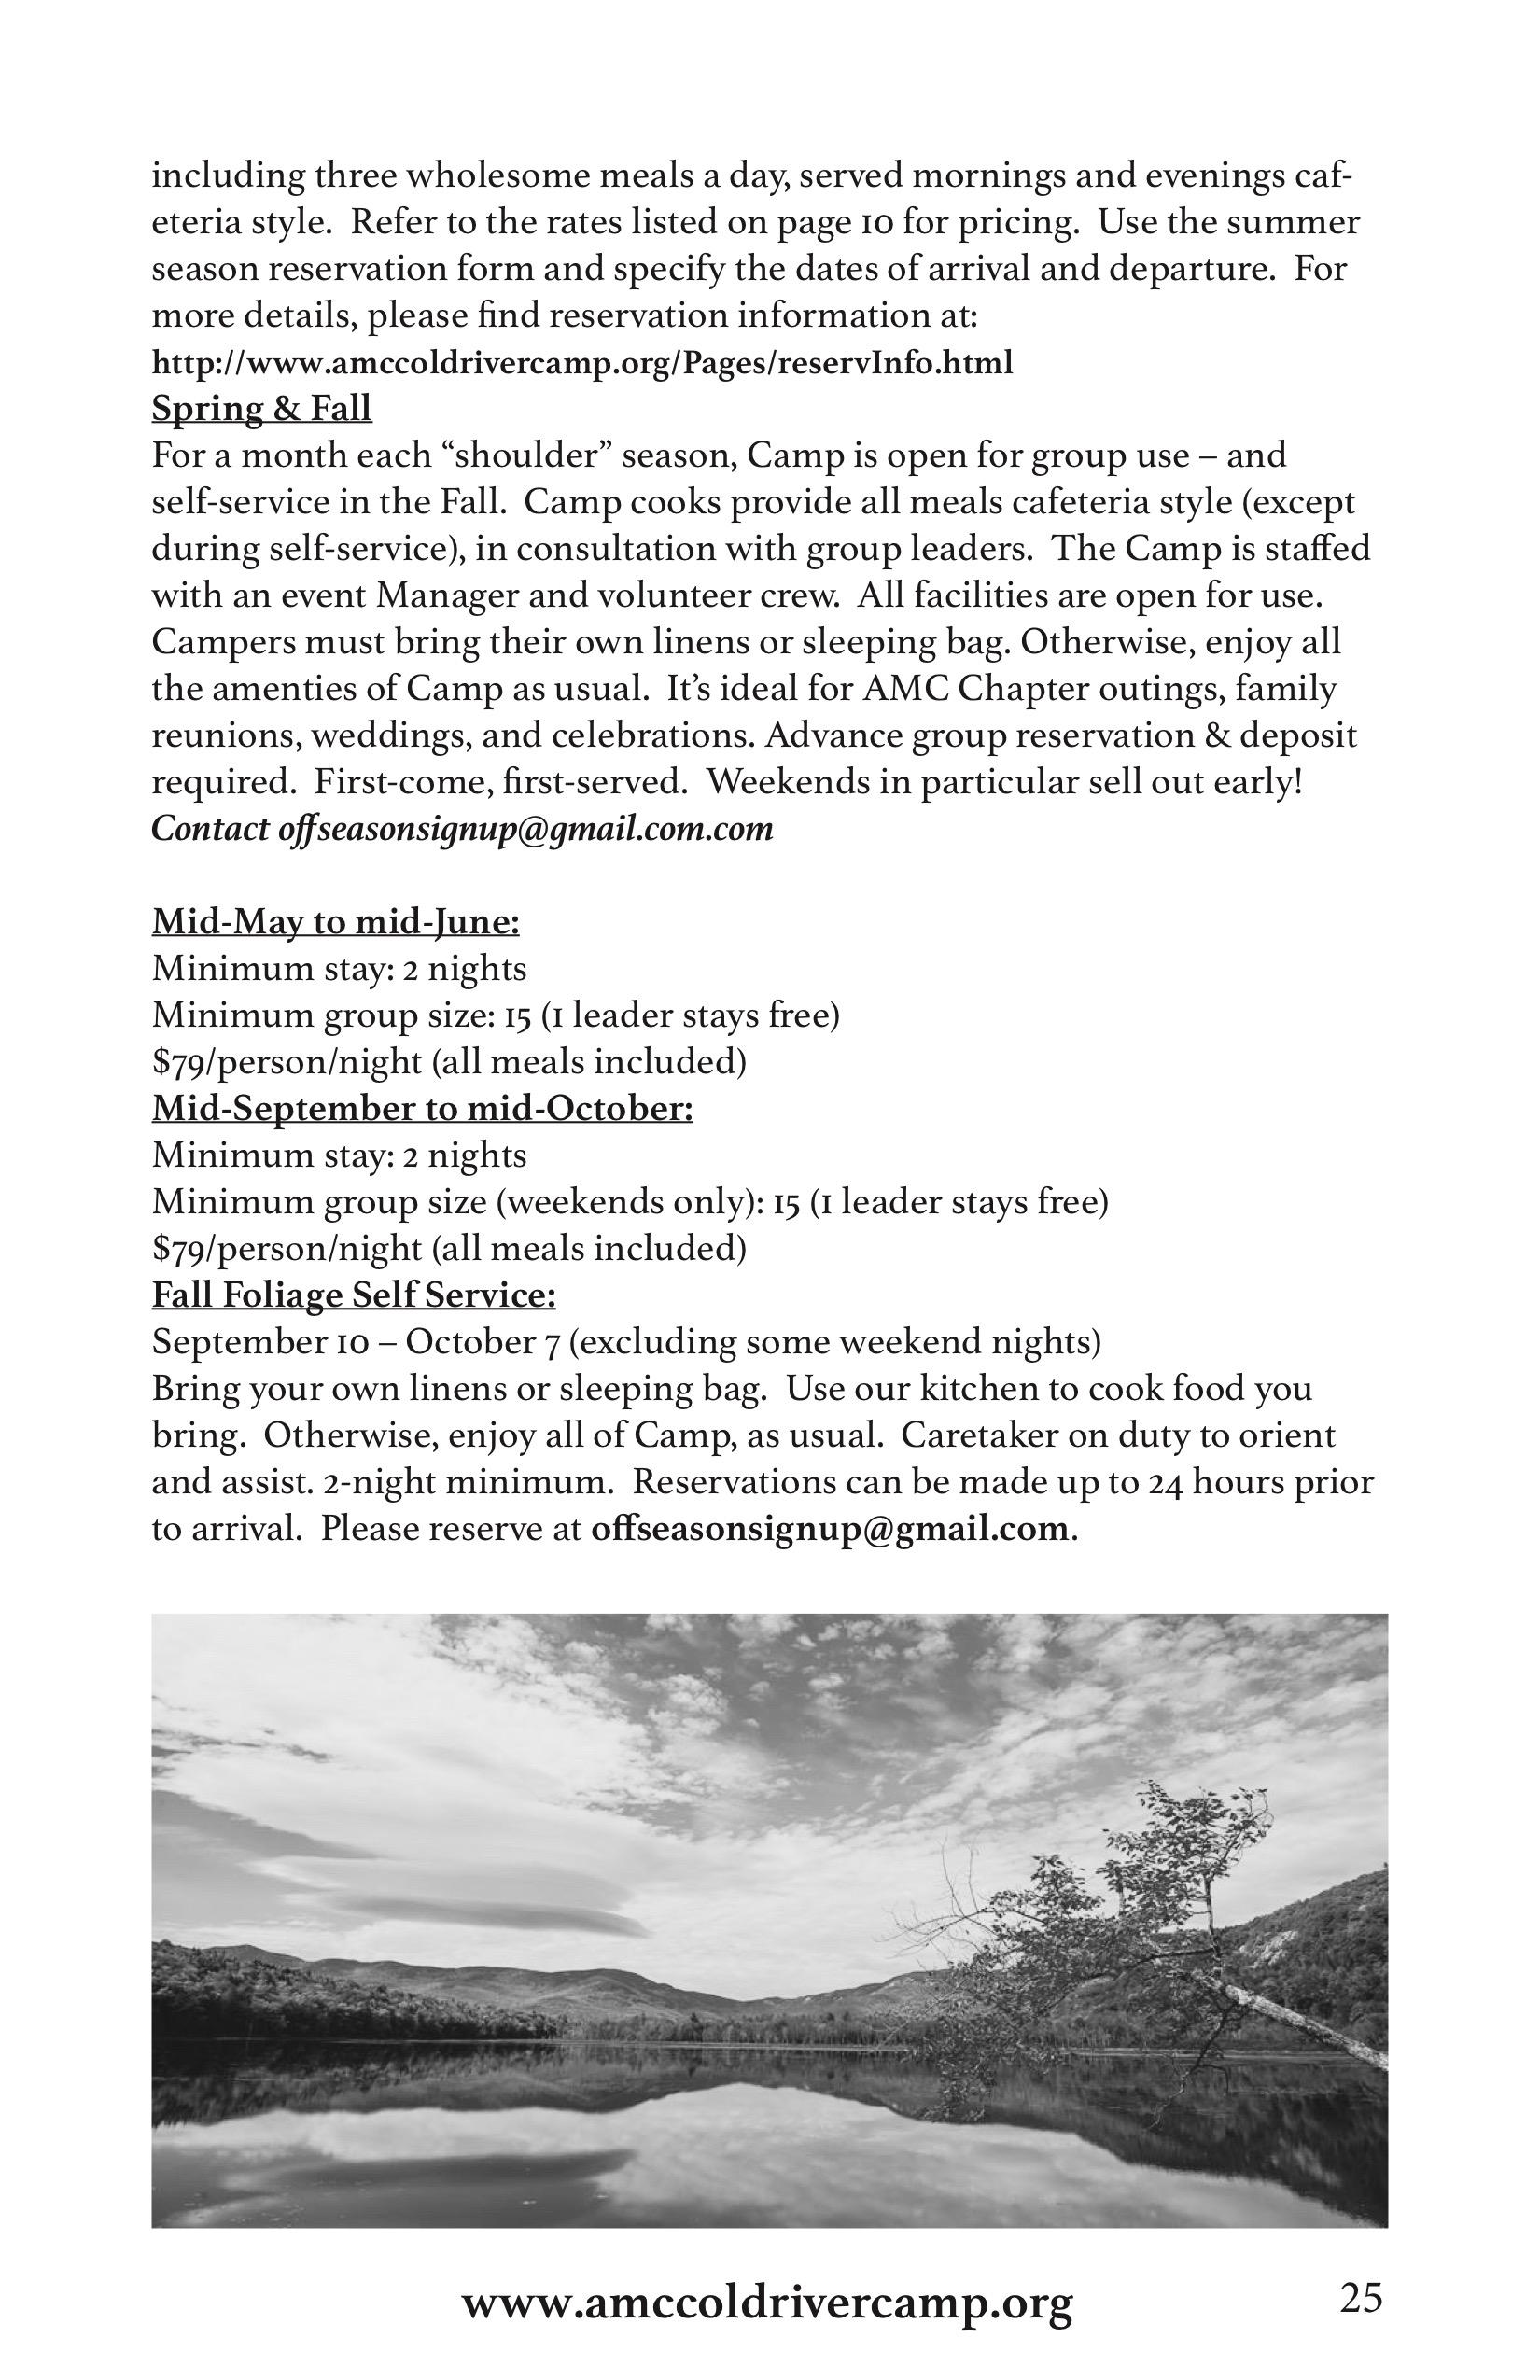 including three wholesome meals a day, served mornings and evenings caf-
eteria style.  Refer to the rates listed on page 10 for pricing.  Use the summer
season reservation form and specify the dates of arrival and departure.  For
more details, please find reservation information at:
http://www.amccoldrivercamp.org/Pages/reservInfo.html
Spring & Fall
For a month each “shoulder” season, Camp is open for group use – and
self-service in the Fall.  Camp cooks provide all meals cafeteria style (except
during self-service), in consultation with group leaders.  The Camp is staffed
with an event Manager and volunteer crew.  All facilities are open for use.
Campers must bring their own linens or sleeping bag. Otherwise, enjoy all
the amenties of Camp as usual.  It’s ideal for AMC Chapter outings, family
reunions, weddings, and celebrations. Advance group reservation & deposit
required.  First-come, first-served.  Weekends in particular sell out early!
Contact offseasonsignup@gmail.com.com
Mid-May to mid-June:
Minimum stay: 2 nights
Minimum group size: 15 (1 leader stays free)
$79/person/night (all meals included)
Mid-September to mid-October:
Minimum stay: 2 nights
Minimum group size (weekends only): 15 (1 leader stays free)
$79/person/night (all meals included)
Fall Foliage Self Service:
September 10 – October 7 (excluding some weekend nights)
Bring your own linens or sleeping bag.  Use our kitchen to cook food you
bring.  Otherwise, enjoy all of Camp, as usual.  Caretaker on duty to orient
and assist. 2-night minimum.  Reservations can be made up to 24 hours prior
to arrival.  Please reserve at offseasonsignup@gmail.com.
www.amccoldrivercamp.org
25